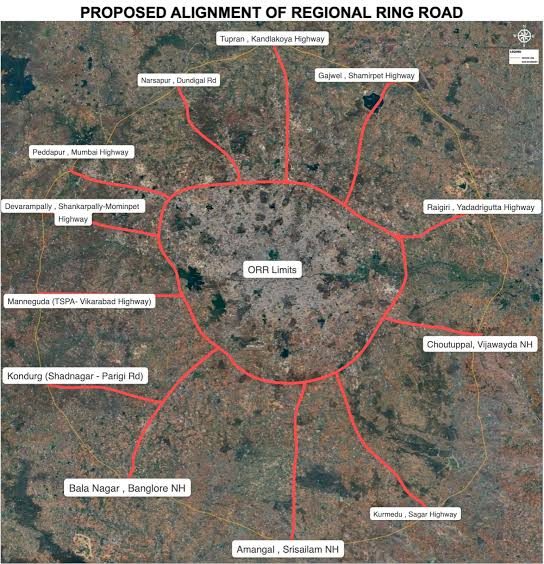 PROPOSED ALIGNMENT OF REGIONAL RING ROAD
Tupran , Kandlakoya Highway
Narsapur , Dundigal Rd
Gajwel , Shamirpet Highway
Peddapur , Mumbai Highway
Devarampally , Shankarpally-Mominpet
Highway
Raigiri , Yadadrigutta Highway
ORR Limits
Manneguda (TSPA- Vikarabad Highway)
Choutuppal, Vijawayda NH
Kondurg (Shadnagar - Parigi Rd)
Bala Nagar , Banglore NH
Kurmedu , Sagar Highway
Amangal , Srisailam NH